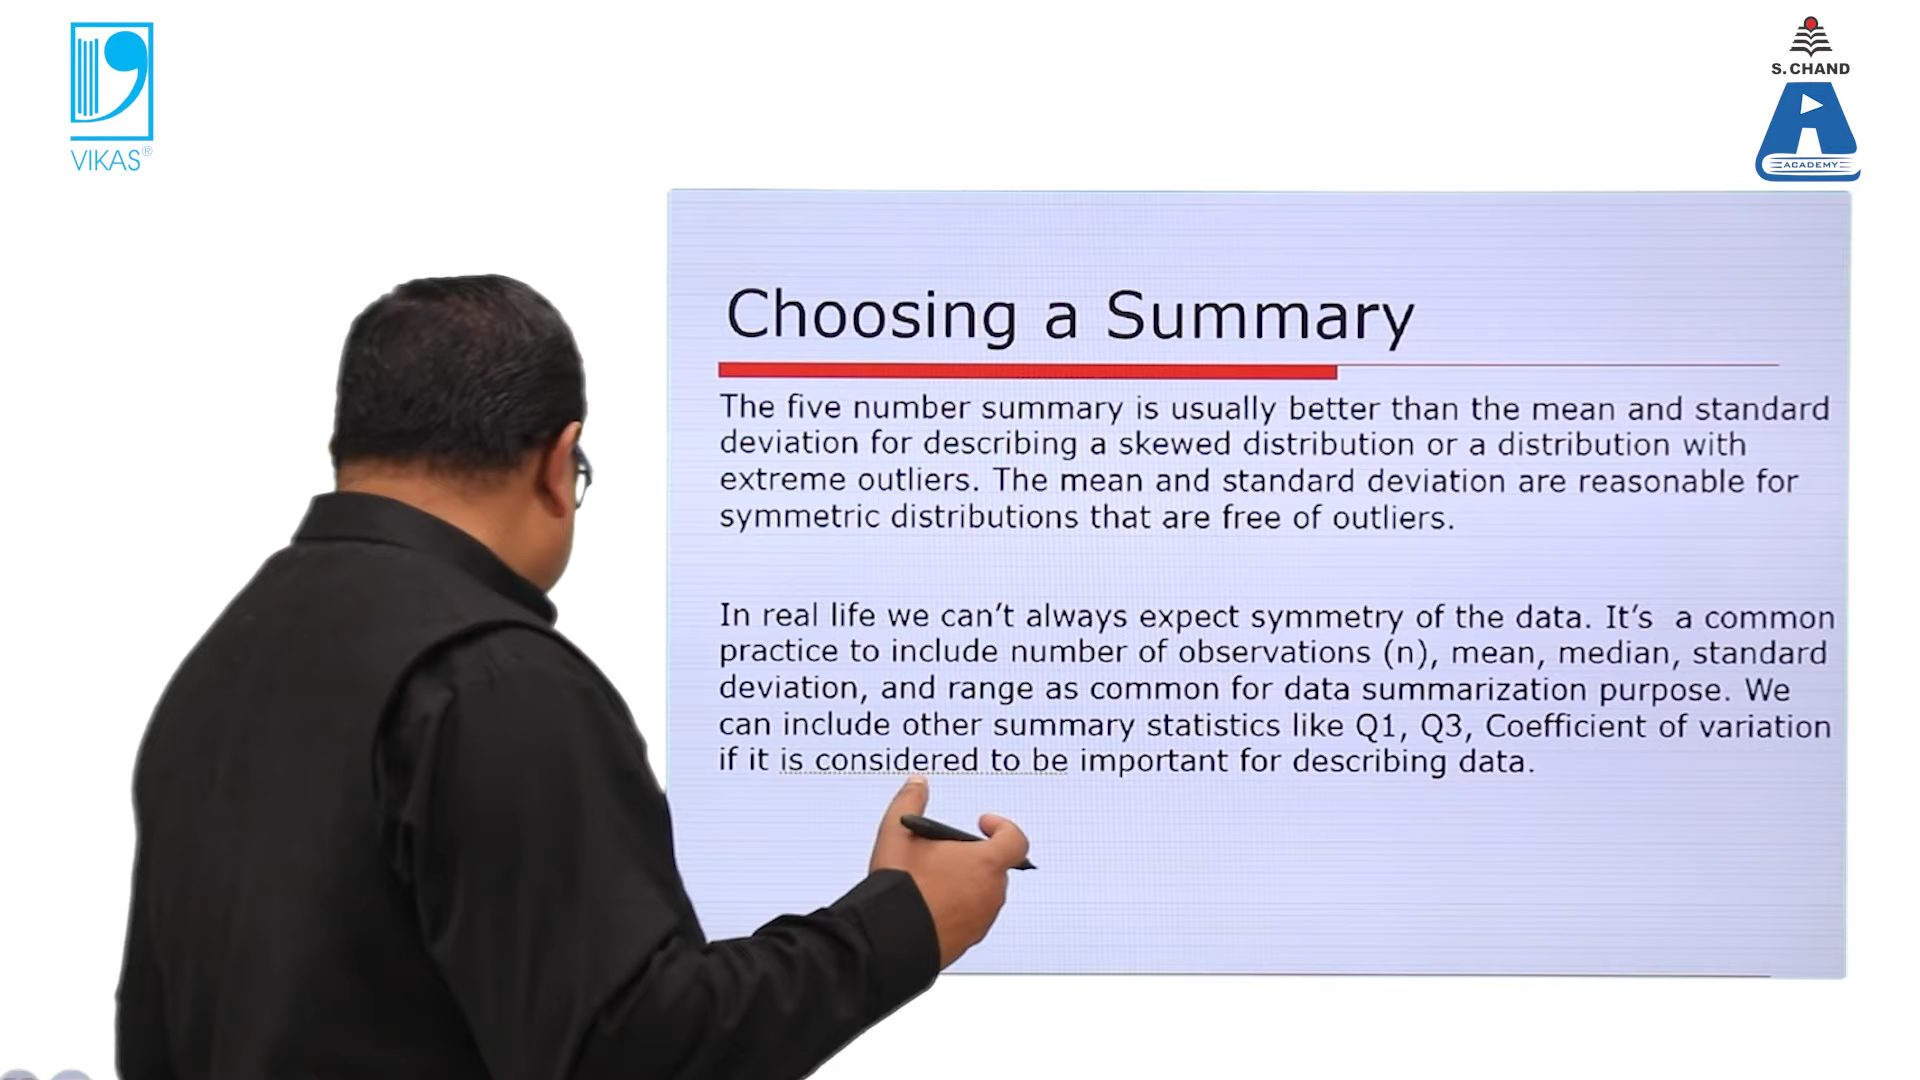 VIKAS®
S. CHAND
ACADEMY
Choosing a Summary
The five number summary is usually better than the mean and standard
deviation for describing a skewed distribution or a distribution with
extreme outliers. The mean and standard deviation are reasonable for
symmetric distributions that are free of outliers.
In real life we can’t always expect symmetry of the data. It’s a common
practice to include number of observations (n), mean, median, standard
deviation, and range as common for data summarization purpose. We
can include other summary statistics like Q1, Q3, Coefficient of variation
if it is considered to be important for describing data.